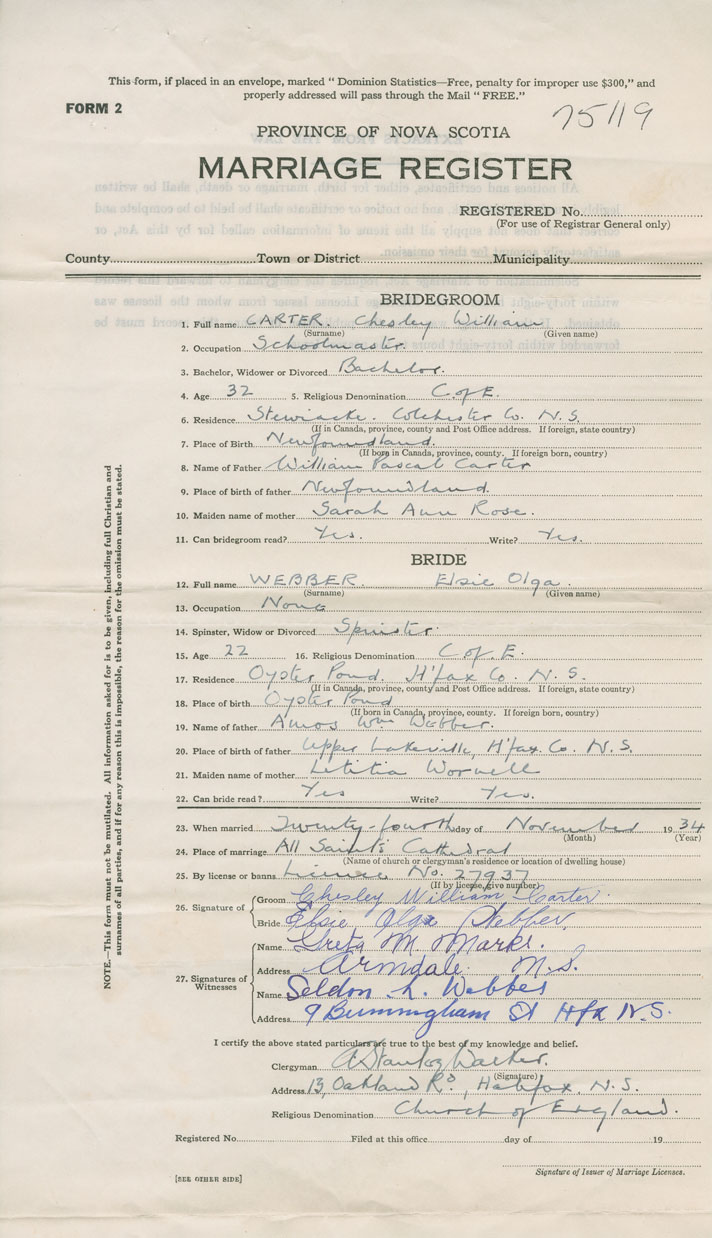 This form, if placed in an envelope, marked " Dominion Statistics—Free, penalty for improper use $300," and
properly addressed will pass through the Mail " FREE."
FORM 2
75119
PROVINCE OF NOVA SCOTIA
MARRIAGE REGISTER
REGISTERED No.
(For use of Registrar General only)
County Town or District Municipality
BRIDEGROOM
1. Full name CARTER. Chesley William
(Surname) (Given name)
2. Occupation Schoolmaster.
3. Bachelor, Widower or Divorced Bachelor.
4. Age 32 5. Religious Denomination C. of E.
6. Residence Stewiacke. Colchester Co. N.S.
(If in Canada, province, county and Post Office address. If foreign, state country)
7. Place of Birth Newfoundland.
(If born in Canada, province, county. If foreign born, country)
8. Name of Father William Pascal Carter
9. Place of birth of father Newfoundland.
10. Maiden name of mother Sarah Ann Rose.
11. Can bridegroom read? Yes. Write? Yes.
BRIDE
12. Full name WEBBER Elsie Olga.
(Surname) (Given name)
13. Occupation None
14. Spinster, Widow or Divorced Spinster.
15. Age 22 16. Religious Denomination C. of E.
17. Residence Oyster Pond. H'fax Co. N.S.
(If in Canada, province, county and Post Office address. If foreign, state country)
18. Place of birth Oyster Pond
(If born in Canada, province, county. If foreign born, country)
19. Name of father Amos Wm Webber.
20. Place of birth of father Upper Lakeville, H'fax. Co. N.S.
21. Maiden name of mother Letitia Worvell
22. Can bride read? Yes Write? Yes.
23. When married Twenty-fourth day of November 1934
(Month) (Year)
24. Place of marriage All Saints Cathedral
(Name of church or clergyman's residence or location of dwelling house)
25. By license or banns License No. 27937
(If by license, give number)
26. Signature of
Groom Chesley William Carter.
Bride Elsie Olga Webber.
27. Signatures of Witnesses
Name Greta M Marks.
Address Armdale N.S.
Name Seldon L. Webber
Address 9 Birmingham St Hfx N.S.
I certify the above stated particulars are true to the best of my knowledge and belief.
Clergyman A Stanley Walker.
(Signature)
Address 13, Oakland Rd., Halifax, N.S.
Religious Denomination Church of England.
Registered No. Filed at this office day of 19
Signature of Issuer of Marriage Licenses.
[SEE OTHER SIDE]
NOTE.—This form must not be mutilated. All information asked for is to be given, including full Christian and
surnames of all parties, and if for any reason this is impossible, the reason for the omission must be stated.